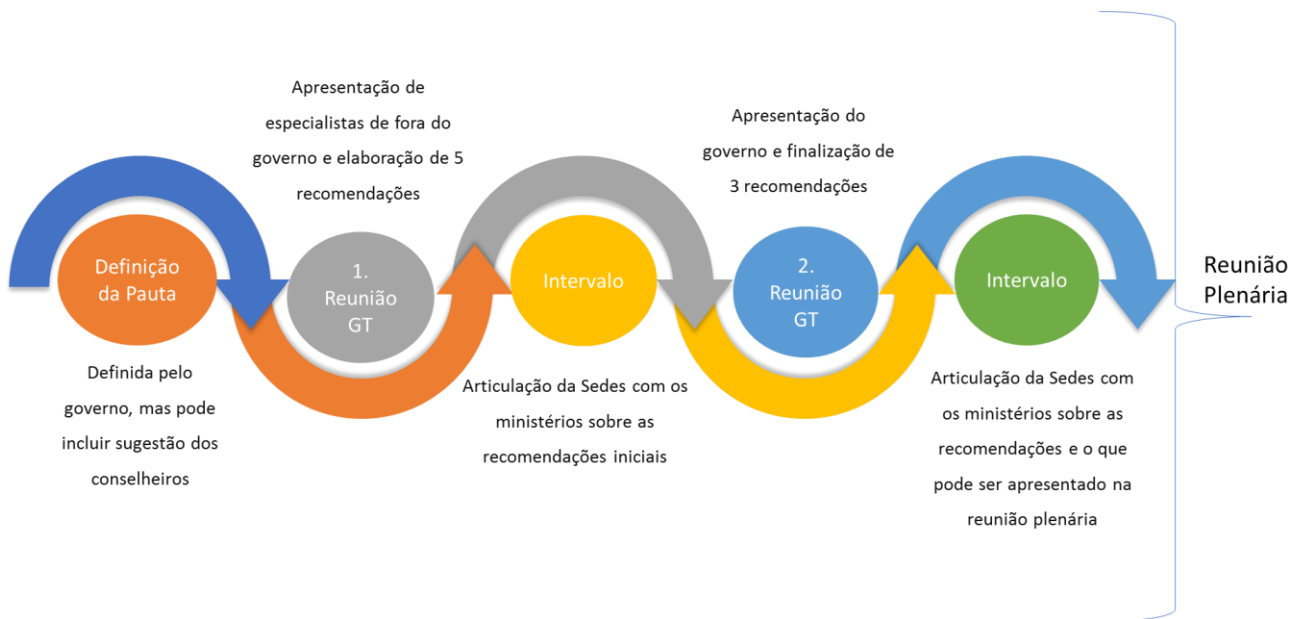 Definição
da Pauta
Definida pelo
governo, mas pode
incluir sugestão dos
conselheiros
Apresentação de
especialistas de fora do
governo e elaboração de 5
recomendações
1.
Reunião
GT
Intervalo
Articulação da Sedes com os
ministérios sobre as
recomendações iniciais
Apresentação do
governo e finalização de
3 recomendações
2.
Reunião
GT
Intervalo
Articulação da Sedes com
os ministérios sobre as
recomendações e o que
pode ser apresentado na
reunião plenária
Reunião
Plenária